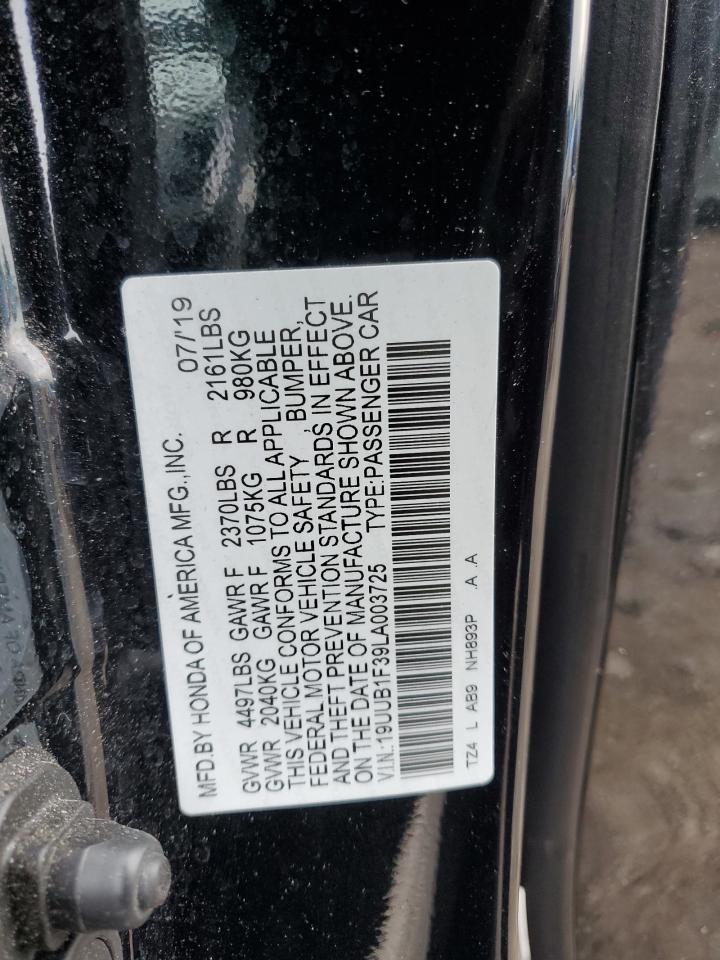 MFD.BY HONDA OF AMERICA MFG.,INC. 07/'19
GVWR 4497LBS GAWR F 2370LBS R 2161LBS
GVWR 2040KG GAWR F 1075KG R 980KG
THIS VEHICLE CONFORMS TO ALL APPLICABLE
FEDERAL MOTOR VEHICLE SAFETY , BUMPER,
AND THEFT PREVENTION STANDARDS IN EFFECT
ON THE DATE OF MANUFACTURE SHOWN ABOVE.
V.I.N.:19UUB1F39LA003725 TYPE:PASSENGER CAR
TZ4 L AB9 NH893P .A .A